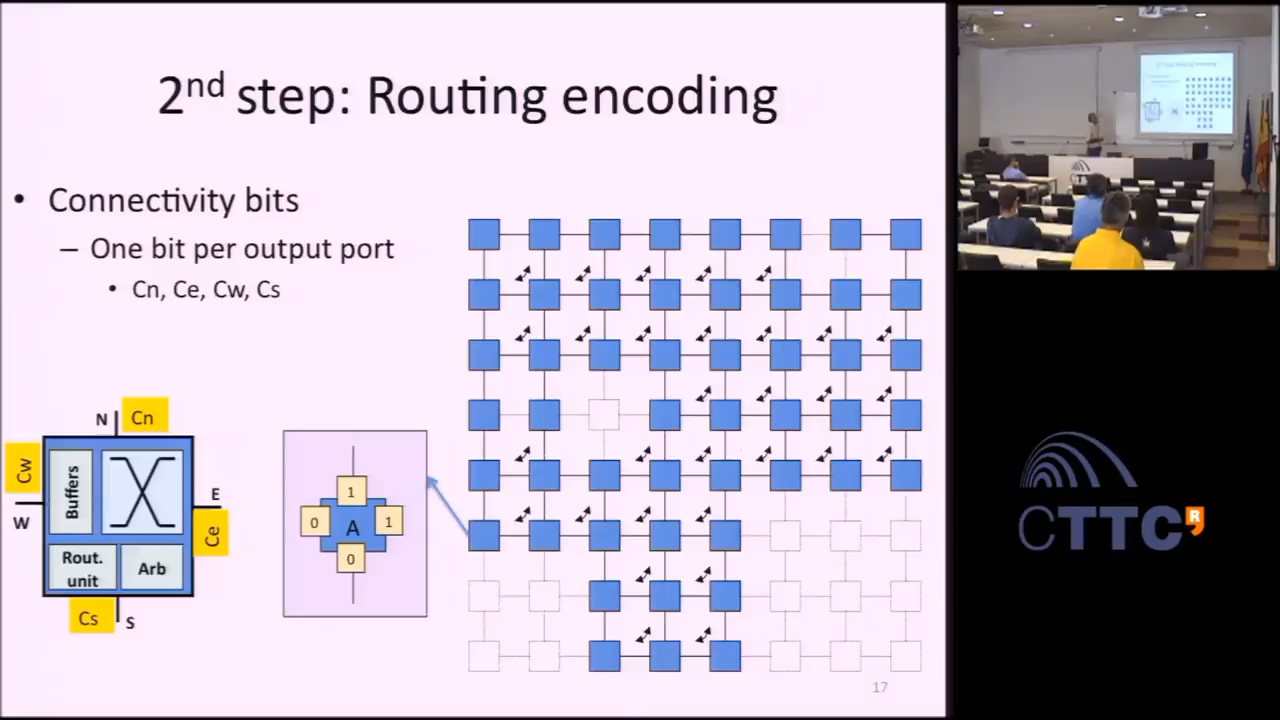 2nd step: Routing encoding
• Connectivity bits
– One bit per output port
• Cn, Ce, Cw, Cs
N Cn
Cw
Buffers
W
E
Ce
Rout. unit
Arb
Cs
S
1
0 A 1
0
17
CTTC
R